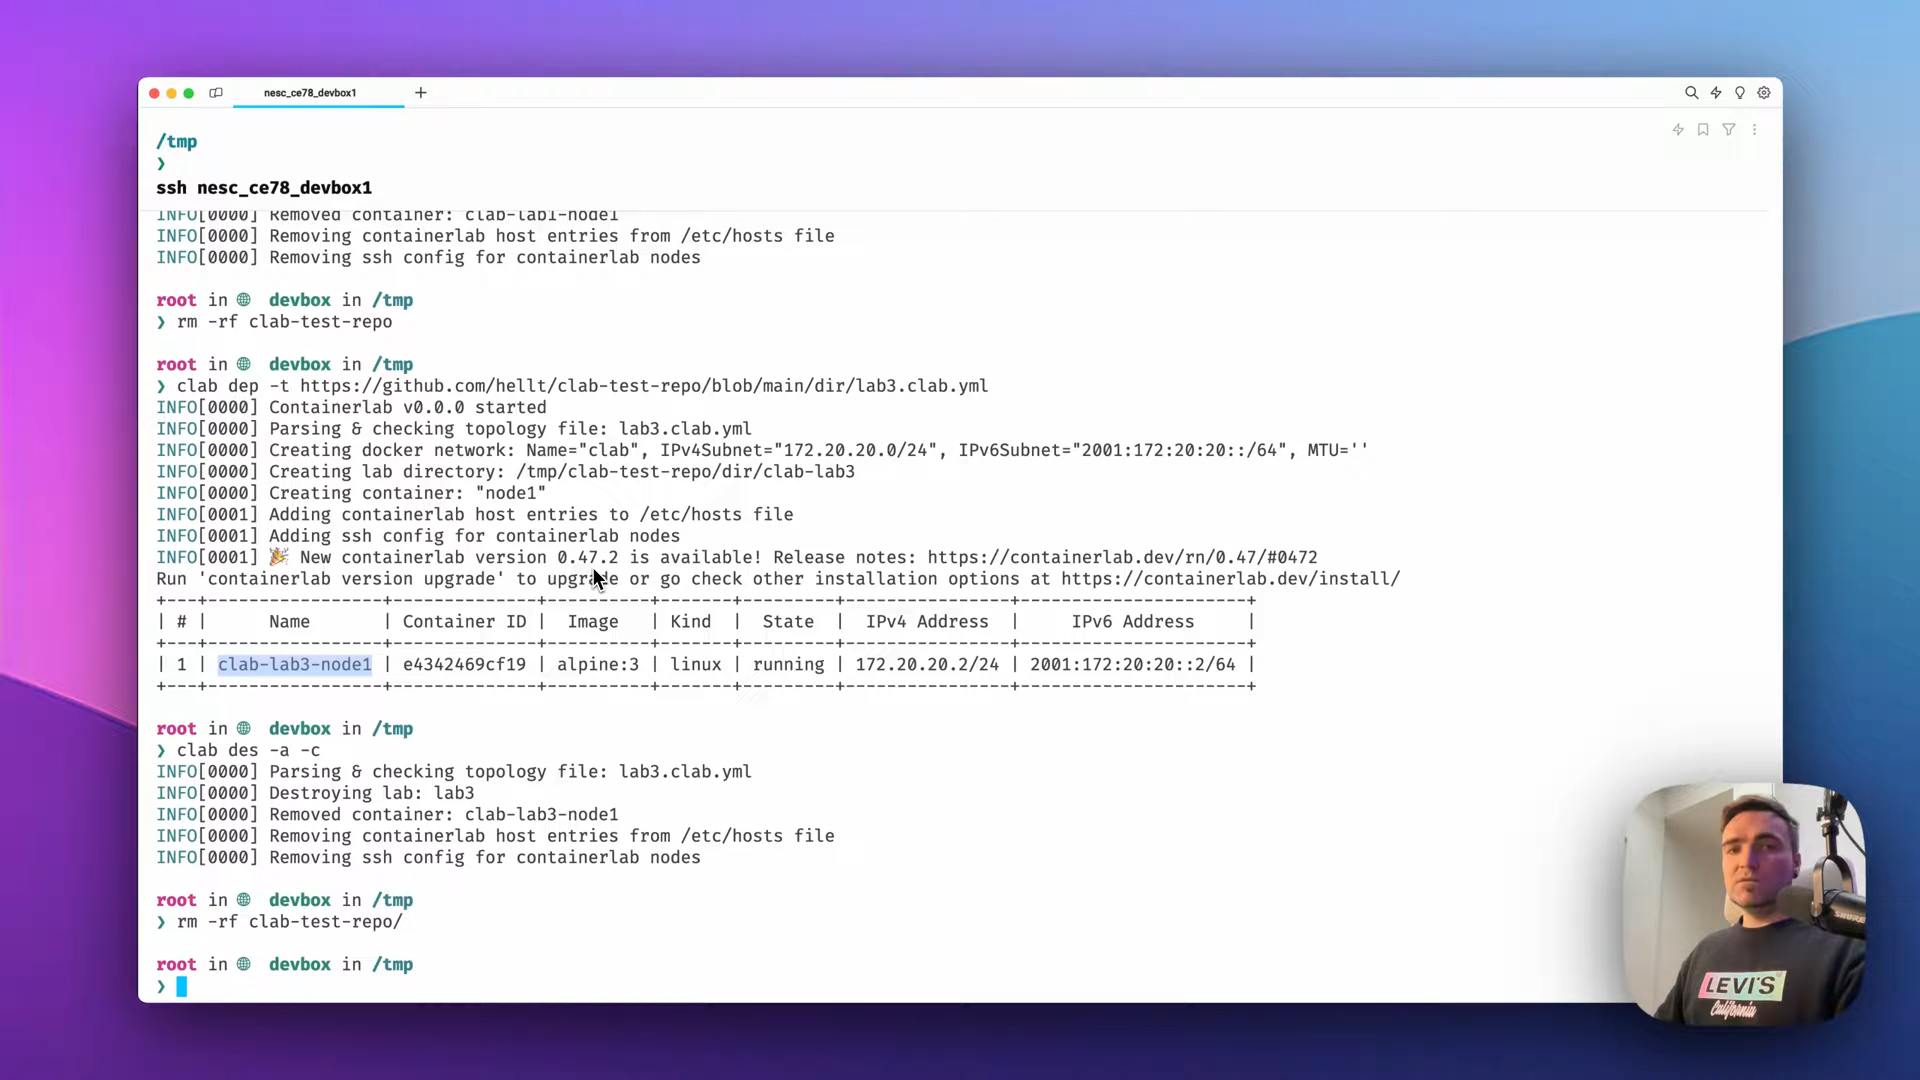 nesc_ce78_devbox1
/tmp
❯
ssh nesc_ce78_devbox1
INFO[0000] Removed container: clab-lab1-node1
INFO[0000] Removing containerlab host entries from /etc/hosts file
INFO[0000] Removing ssh config for containerlab nodes
root in 🌐 devbox in /tmp
❯ rm -rf clab-test-repo
root in 🌐 devbox in /tmp
❯ clab dep -t https://github.com/hellt/clab-test-repo/blob/main/dir/lab3.clab.yml
INFO[0000] Containerlab v0.0.0 started
INFO[0000] Parsing & checking topology file: lab3.clab.yml
INFO[0000] Creating docker network: Name="clab", IPv4Subnet="172.20.20.0/24", IPv6Subnet="2001:172:20:20::/64", MTU=''
INFO[0000] Creating lab directory: /tmp/clab-test-repo/dir/clab-lab3
INFO[0000] Creating container: "node1"
INFO[0001] Adding containerlab host entries to /etc/hosts file
INFO[0001] Adding ssh config for containerlab nodes
INFO[0001] 🎉 New containerlab version 0.47.2 is available! Release notes: https://containerlab.dev/rn/0.47/#0472
Run 'containerlab version upgrade' to upgrade or go check other installation options at https://containerlab.dev/install/
+---+-----------------+--------------+----------+-------+---------+----------------+----------------------+
| # | Name | Container ID | Image | Kind | State | IPv4 Address | IPv6 Address |
+---+-----------------+--------------+----------+-------+---------+----------------+----------------------+
| 1 | clab-lab3-node1 | e4342469cf19 | alpine:3 | linux | running | 172.20.20.2/24 | 2001:172:20:20::2/64 |
+---+-----------------+--------------+----------+-------+---------+----------------+----------------------+
root in 🌐 devbox in /tmp
❯ clab des -a -c
INFO[0000] Parsing & checking topology file: lab3.clab.yml
INFO[0000] Destroying lab: lab3
INFO[0000] Removed container: clab-lab3-node1
INFO[0000] Removing containerlab host entries from /etc/hosts file
INFO[0000] Removing ssh config for containerlab nodes
root in 🌐 devbox in /tmp
❯ rm -rf clab-test-repo/
root in 🌐 devbox in /tmp
❯
SHURE
LEVI'S
California